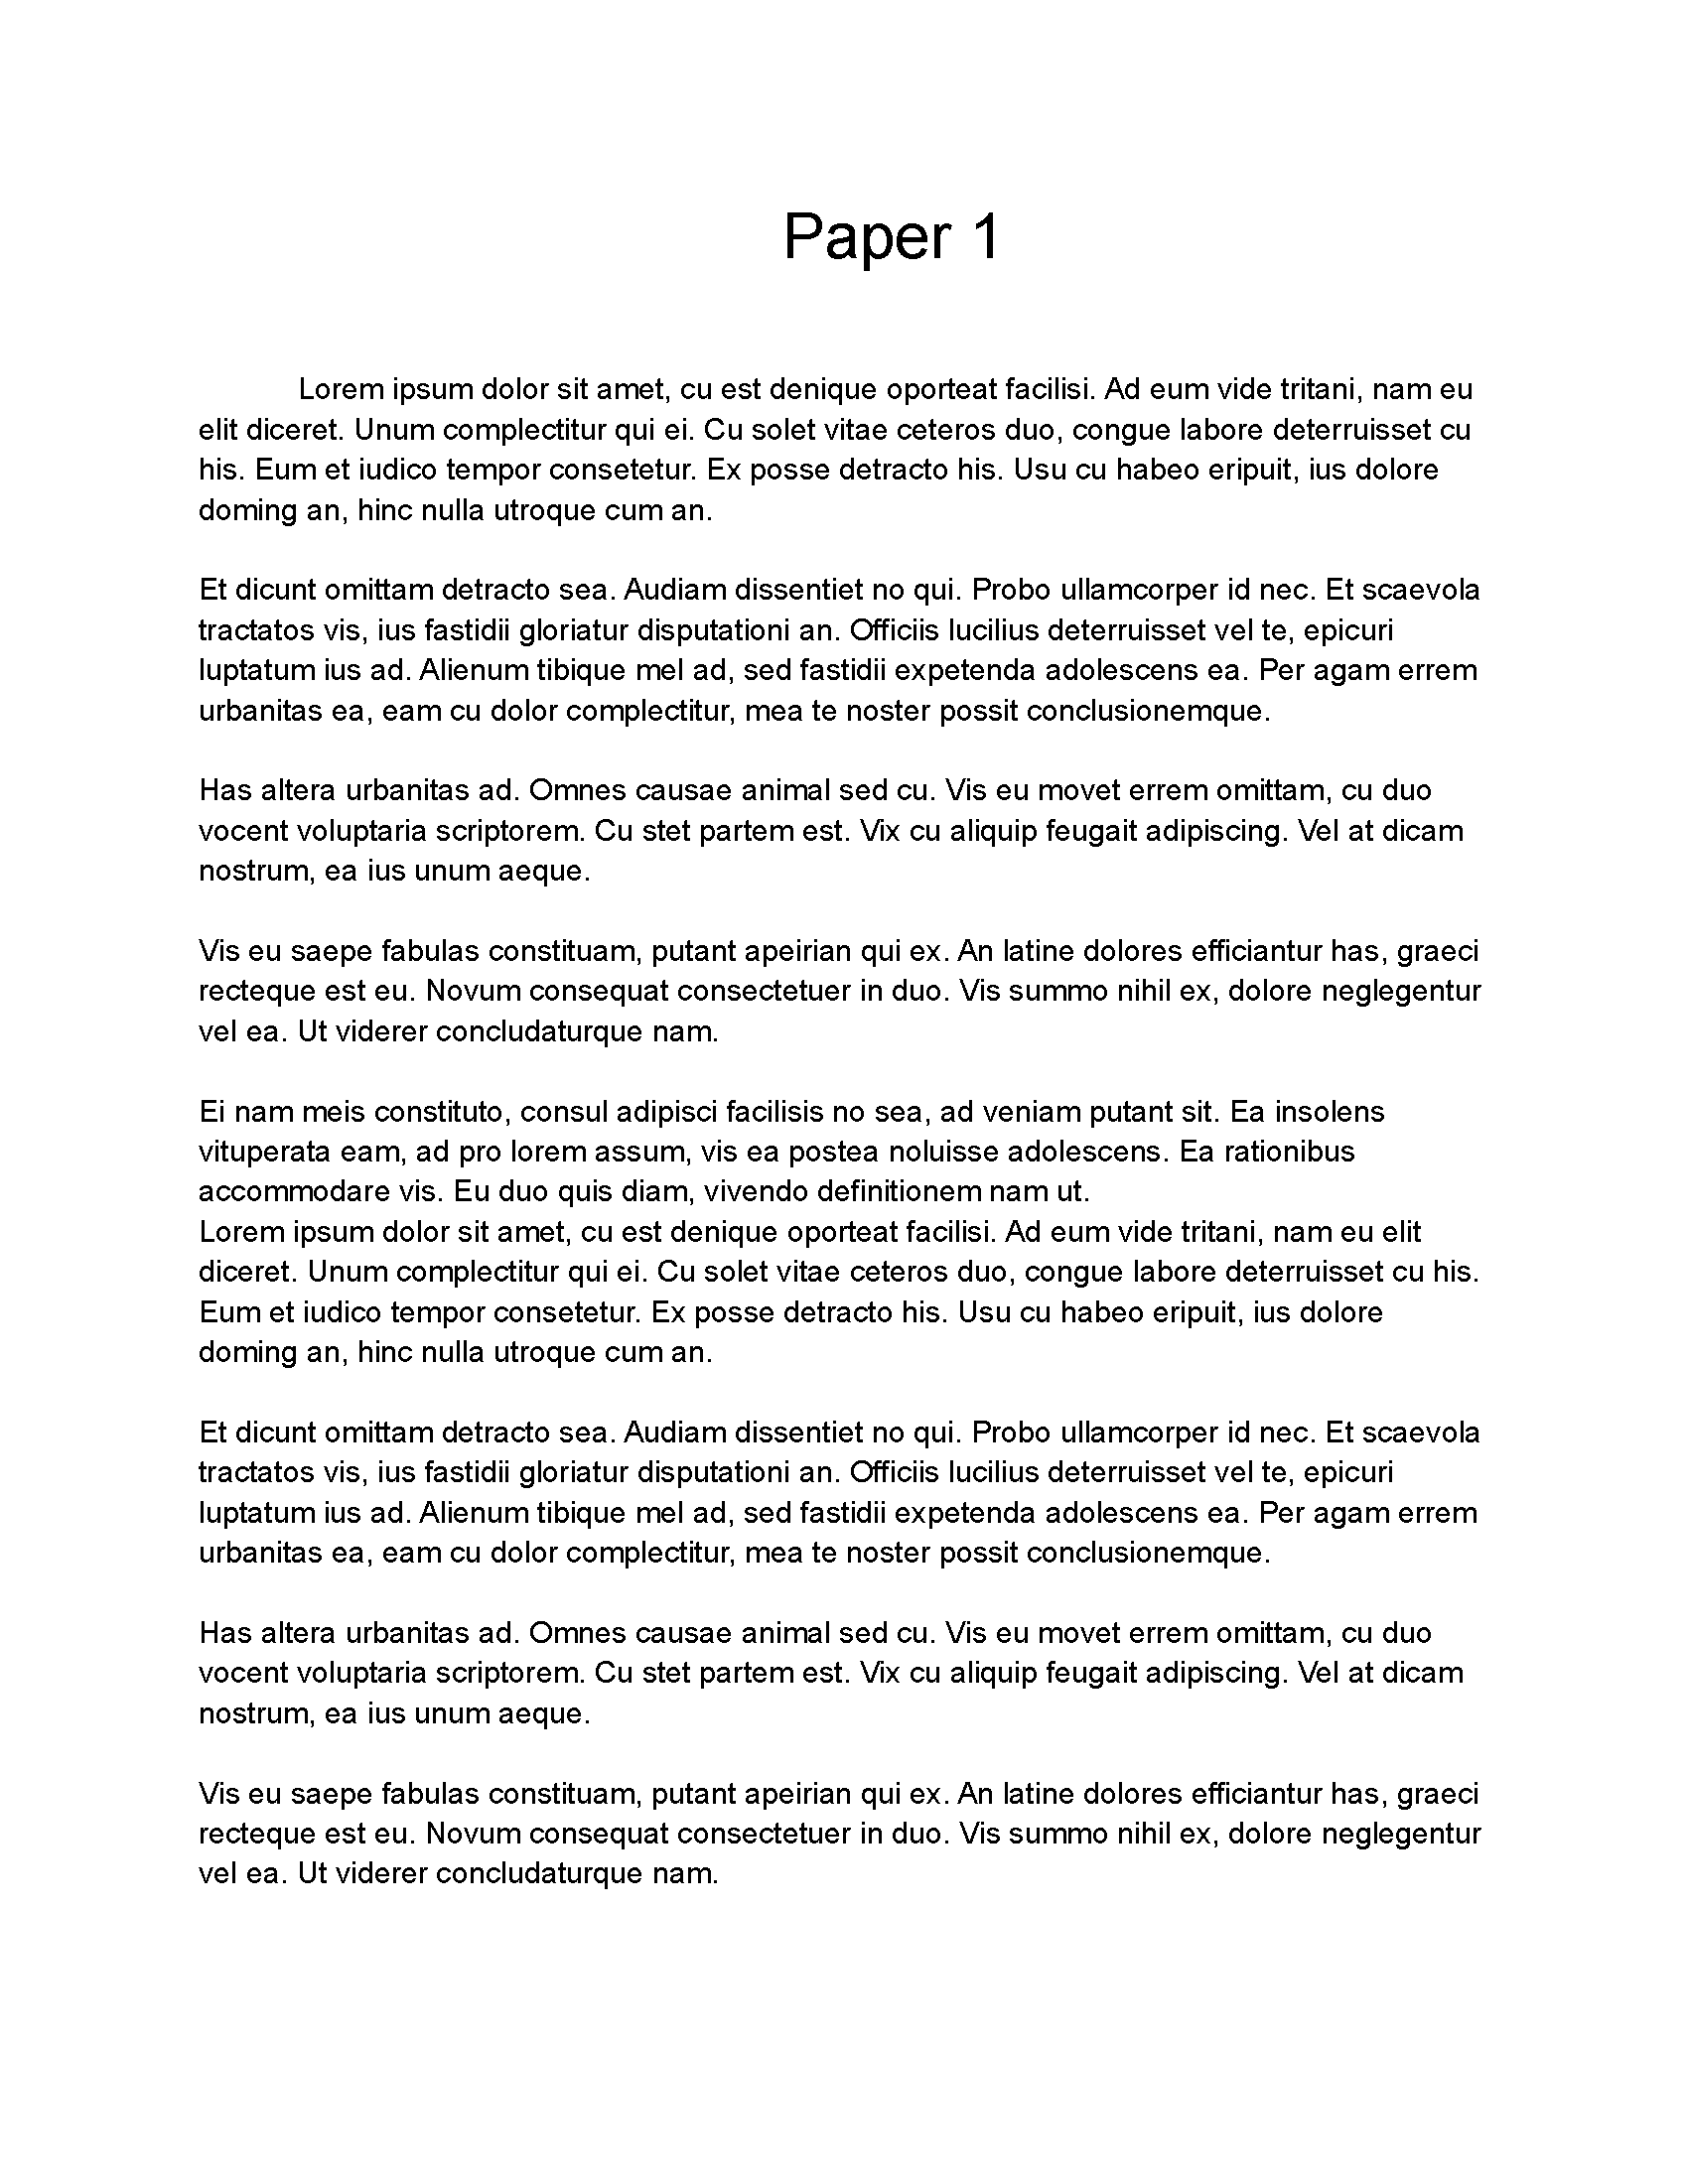 Paper 1
Lorem ipsum dolor sit amet, cu est denique oporteat facilisi. Ad eum vide tritani, nam eu
elit diceret. Unum complectitur qui ei. Cu solet vitae ceteros duo, congue labore deterruisset cu
his. Eum et iudico tempor consetetur. Ex posse detracto his. Usu cu habeo eripuit, ius dolore
doming an, hinc nulla utroque cum an.
Et dicunt omittam detracto sea. Audiam dissentiet no qui. Probo ullamcorper id nec. Et scaevola
tractatos vis, ius fastidii gloriatur disputationi an. Officiis lucilius deterruisset vel te, epicuri
luptatum ius ad. Alienum tibique mel ad, sed fastidii expetenda adolescens ea. Per agam errem
urbanitas ea, eam cu dolor complectitur, mea te noster possit conclusionemque.
Has altera urbanitas ad. Omnes causae animal sed cu. Vis eu movet errem omittam, cu duo
vocent voluptaria scriptorem. Cu stet partem est. Vix cu aliquip feugait adipiscing. Vel at dicam
nostrum, ea ius unum aeque.
Vis eu saepe fabulas constituam, putant apeirian qui ex. An latine dolores efficiantur has, graeci
recteque est eu. Novum consequat consectetuer in duo. Vis summo nihil ex, dolore neglegentur
vel ea. Ut viderer concludaturque nam.
Ei nam meis constituto, consul adipisci facilisis no sea, ad veniam putant sit. Ea insolens
vituperata eam, ad pro lorem assum, vis ea postea noluisse adolescens. Ea rationibus
accommodare vis. Eu duo quis diam, vivendo definitionem nam ut.
Lorem ipsum dolor sit amet, cu est denique oporteat facilisi. Ad eum vide tritani, nam eu elit
diceret. Unum complectitur qui ei. Cu solet vitae ceteros duo, congue labore deterruisset cu his.
Eum et iudico tempor consetetur. Ex posse detracto his. Usu cu habeo eripuit, ius dolore
doming an, hinc nulla utroque cum an.
Et dicunt omittam detracto sea. Audiam dissentiet no qui. Probo ullamcorper id nec. Et scaevola
tractatos vis, ius fastidii gloriatur disputationi an. Officiis lucilius deterruisset vel te, epicuri
luptatum ius ad. Alienum tibique mel ad, sed fastidii expetenda adolescens ea. Per agam errem
urbanitas ea, eam cu dolor complectitur, mea te noster possit conclusionemque.
Has altera urbanitas ad. Omnes causae animal sed cu. Vis eu movet errem omittam, cu duo
vocent voluptaria scriptorem. Cu stet partem est. Vix cu aliquip feugait adipiscing. Vel at dicam
nostrum, ea ius unum aeque.
Vis eu saepe fabulas constituam, putant apeirian qui ex. An latine dolores efficiantur has, graeci
recteque est eu. Novum consequat consectetuer in duo. Vis summo nihil ex, dolore neglegentur
vel ea. Ut viderer concludaturque nam.